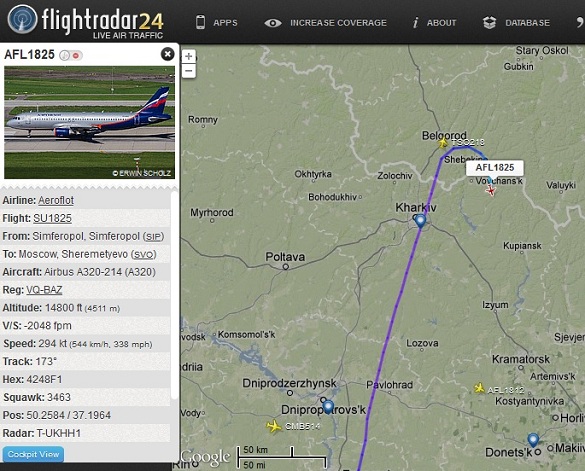 flightradar24
LIVE AIR TRAFFIC
APPS
INCREASE COVERAGE
ABOUT
DATABASE
AFL1825
© ERWIN SCHOLZ
Airline: Aeroflot
Flight: SU1825
From: Simferopol, Simferopol (SIP)
To: Moscow, Sheremetyevo (SVO)
Aircraft: Airbus A320-214 (A320)
Reg: VQ-BAZ
Altitude: 14800 ft (4511 m)
V/S: -2048 fpm
Speed: 294 kt (544 km/h, 338 mph)
Track: 173°
Hex: 4248F1
Squawk: 3463
Pos: 50.2584 / 37.1964
Radar: T-UKHH1
Cockpit View
+
−
Stary Oskol
Gubkin
Romny
Belgorod
TSO213
Shebekino
AFL1825
Okhtyrka
Zolochiv
Vovchans'k
Valuyki
Bohodukhiv
Myrhorod
Kharkiv
Kupiansk
Poltava
Izyum
Komsomol's'k
Lozova
Sjeverj
Kramatorsk
Artemivs'k
Dniprodzerzhynsk
Pavlohrad
AFL1812
Kostyantynivka
Dnipropetrovs'k
Horli
CMB514
Donets'k
Makiiv
Google
50 km
50 mi